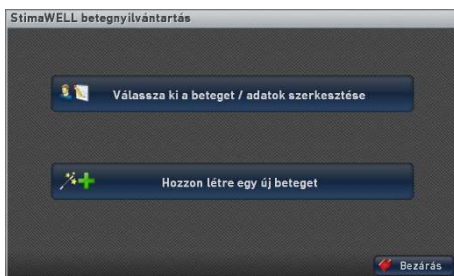 StimaWELL betegnyilvántartás
Válassza ki a beteget / adatok szerkesztése
Hozzon létre egy új beteget
Bezárás